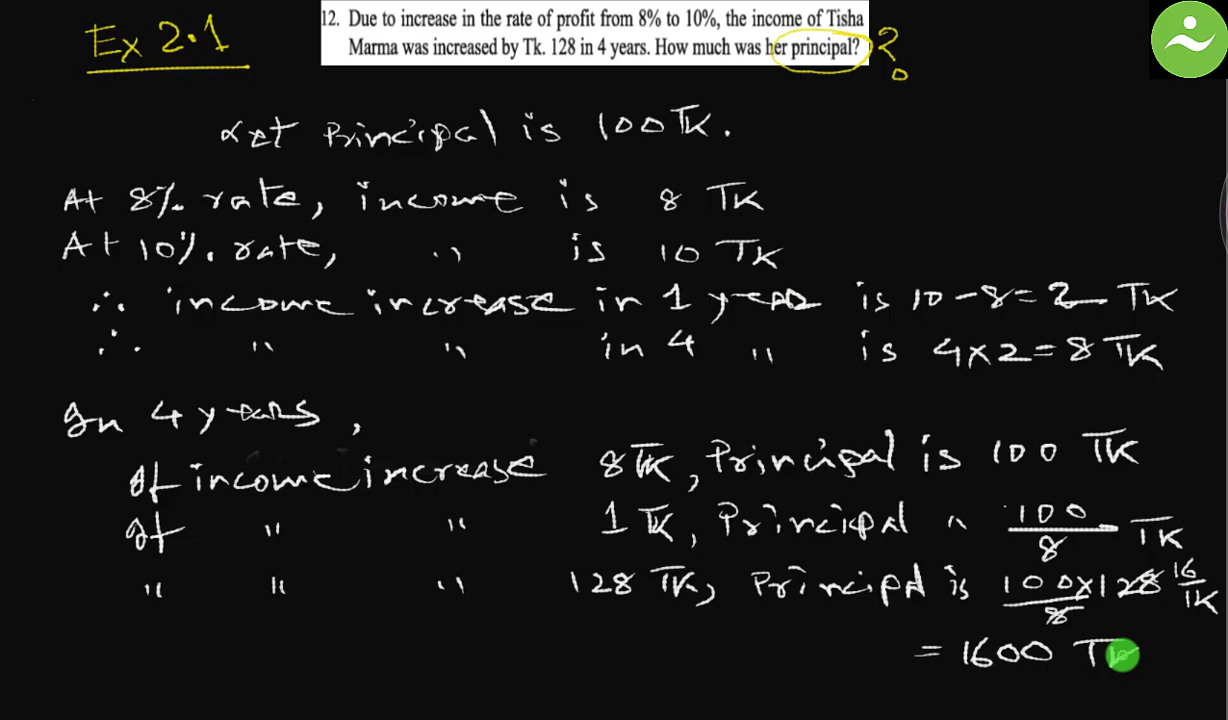 Ex 2.1
12. Due to increase in the rate of profit from 8% to 10%, the income of Tisha
Marma was increased by Tk. 128 in 4 years. How much was her principal? ?
Let Principal is 100 TK.
At 8% rate, income is 8 TK
At 10% rate, " is 10 TK
∴ income increase in 1 years is 10 - 8 = 2 TK
∴ " " in 4 " is 4 × 2 = 8 TK
In 4 years,
If income increase 8 TK, Principal is 100 TK
If " " 1 TK, Principal " 100/8 TK
" " " 128 TK, Principal is 100×128/8 16 TK
= 1600 TK